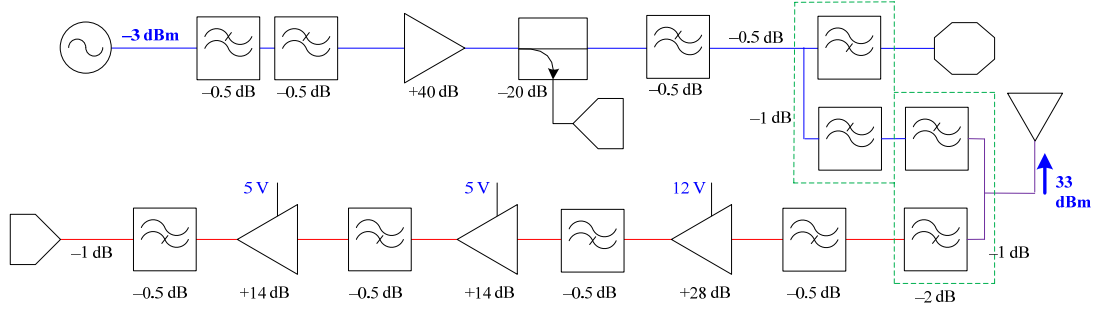 –3 dBm
–0.5 dB
–0.5 dB
–0.5 dB
+40 dB
–20 dB
–0.5 dB
–1 dB
33
dBm
5 V
5 V
12 V
–1 dB
–1 dB
–0.5 dB
+14 dB
–0.5 dB
+14 dB
–0.5 dB
+28 dB
–0.5 dB
–2 dB